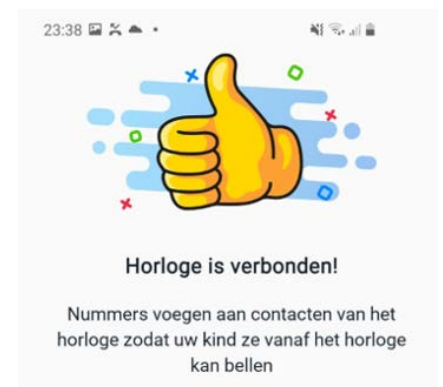 23:38
Horloge is verbonden!
Nummers voegen aan contacten van het
horloge zodat uw kind ze vanaf het horloge
kan bellen